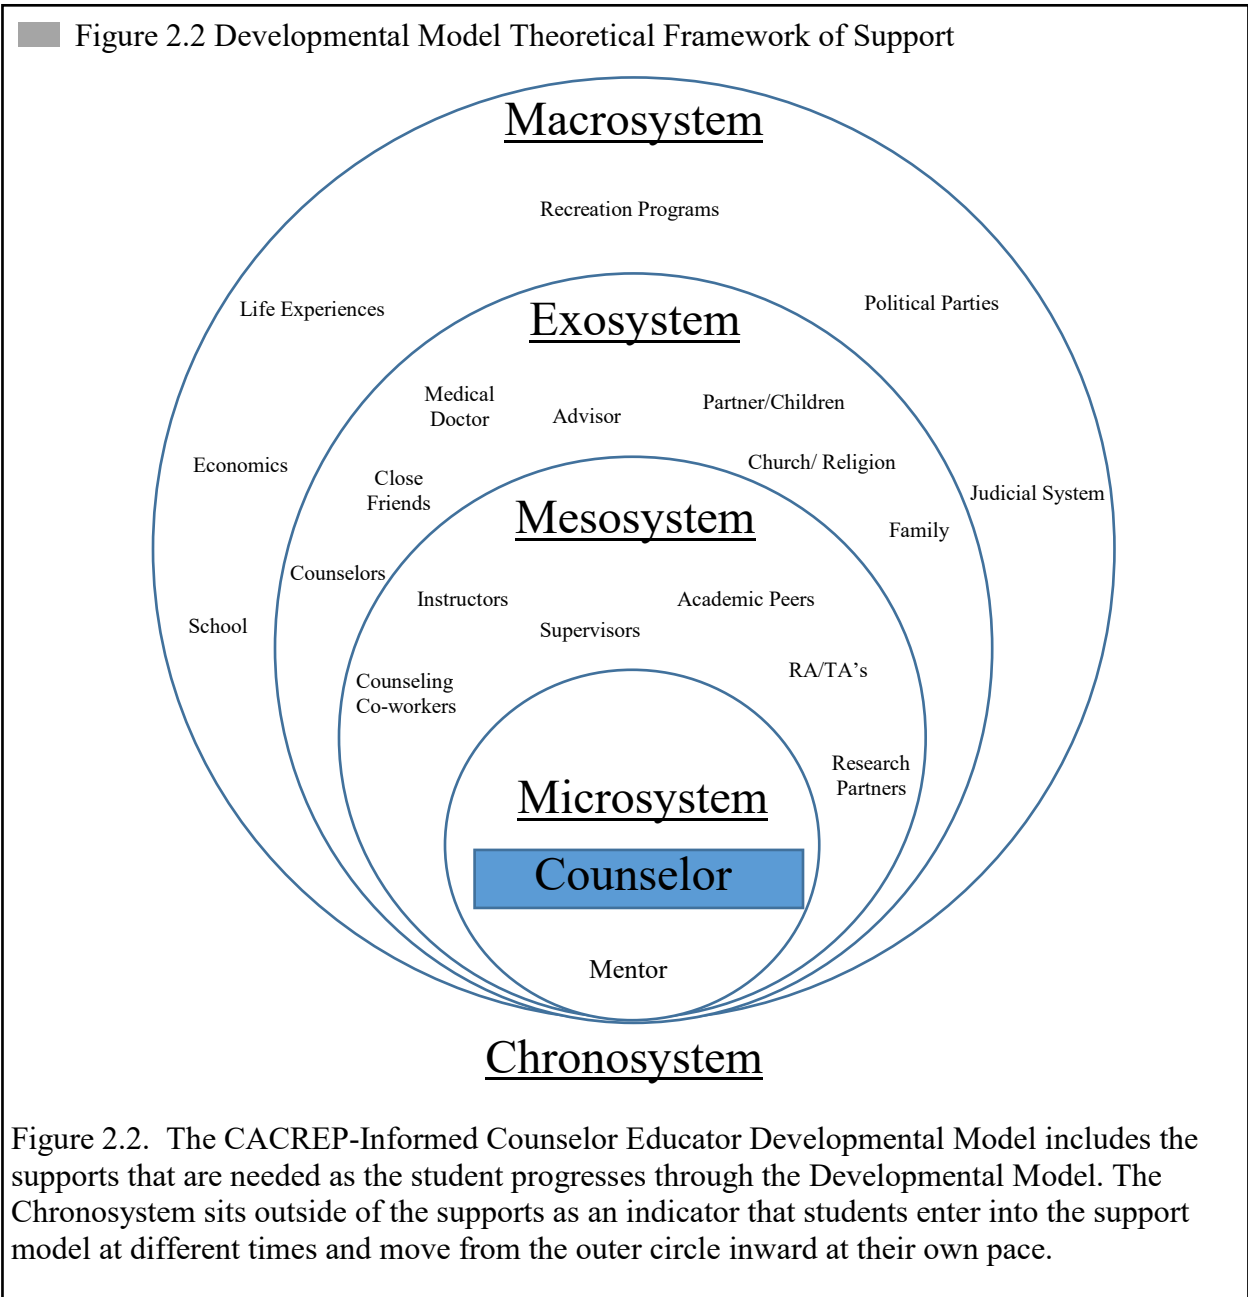 Figure 2.2 Developmental Model Theoretical Framework of Support
Macrosystem
Recreation Programs
Life Experiences
Political Parties
Exosystem
Medical
Doctor
Advisor
Partner/Children
Economics
Close
Friends
Church/ Religion
Judicial System
Mesosystem
Family
Counselors
Instructors
Academic Peers
School
Supervisors
Counseling
Co-workers
RA/TA’s
Research
Partners
Microsystem
Counselor
Mentor
Chronosystem
Figure 2.2.  The CACREP-Informed Counselor Educator Developmental Model includes the
supports that are needed as the student progresses through the Developmental Model. The
Chronosystem sits outside of the supports as an indicator that students enter into the support
model at different times and move from the outer circle inward at their own pace.